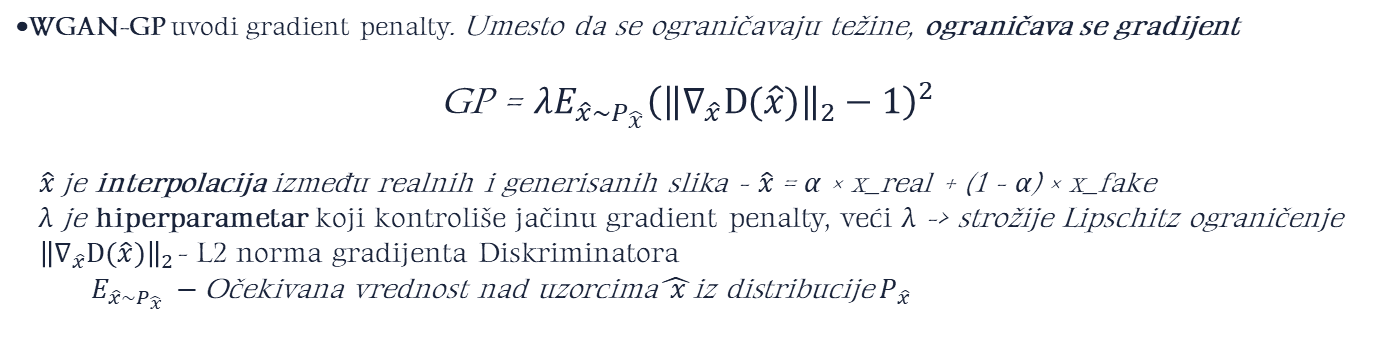 •WGAN-GP uvodi gradient penalty. Umesto da se ograničavaju težine, ograničava se gradijent
GP = λE_{x̂~P_x̂}(‖∇_x̂ D(x̂)‖₂ − 1)²
x̂ je interpolacija između realnih i generisanih slika - x̂ = α × x_real + (1 - α) × x_fake
λ je hiperparametar koji kontroliše jačinu gradient penalty, veći λ -> strožije Lipschitz ograničenje
‖∇_x̂ D(x̂)‖₂ - L2 norma gradijenta Diskriminatora
E_{x̂~P_x̂} − Očekivana vrednost nad uzorcima x̂ iz distribucije P_x̂